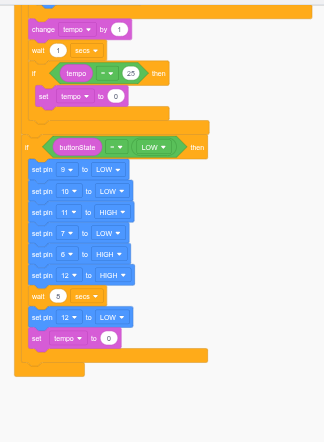 change tempo by 1
wait 1 secs
if tempo = 25 then
set tempo to 0
if buttonState = LOW then
set pin 9 to LOW
set pin 10 to LOW
set pin 11 to HIGH
set pin 7 to LOW
set pin 6 to HIGH
set pin 12 to HIGH
wait 5 secs
set pin 12 to LOW
set tempo to 0